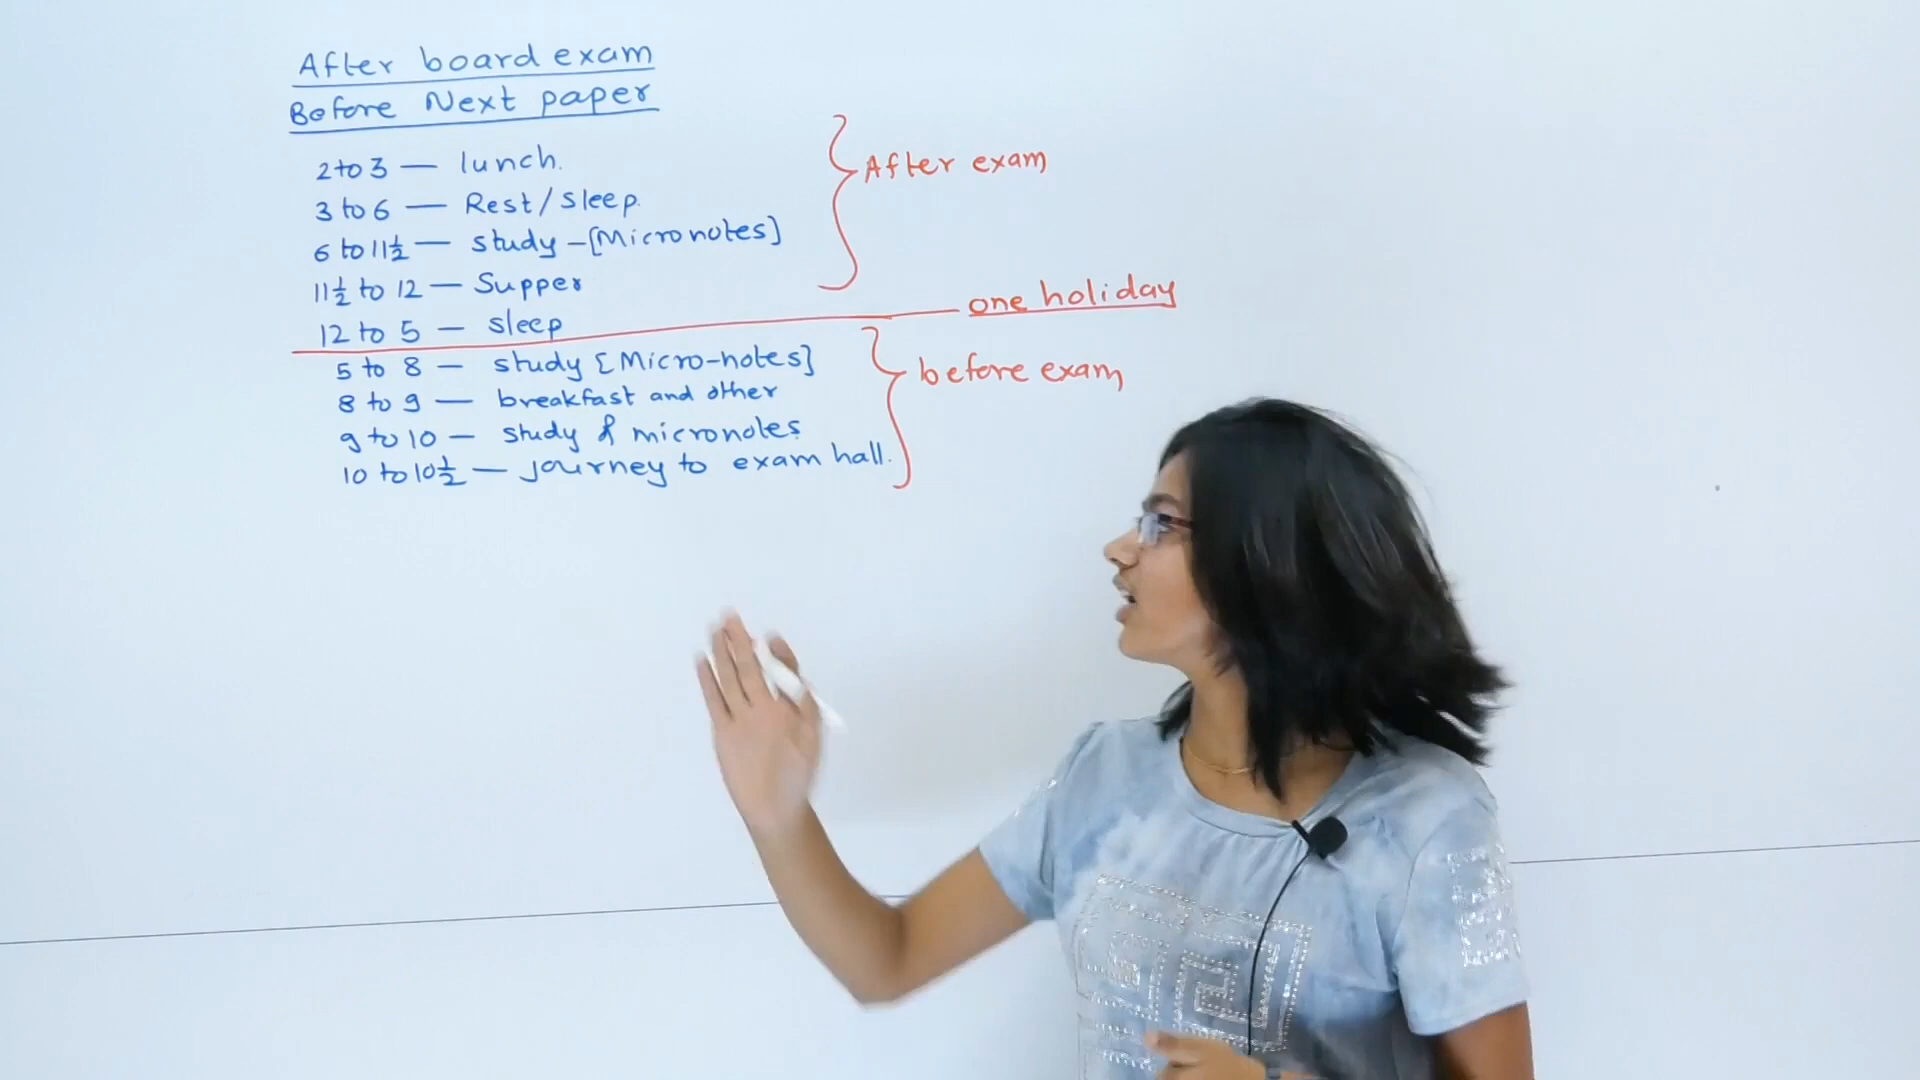 After board exam
Before Next paper
2 to 3 — lunch.
3 to 6 — Rest/sleep.
6 to 11½ — study – [Micronotes]
11½ to 12 — Supper
12 to 5 — sleep
5 to 8 — study [Micro-notes]
8 to 9 — breakfast and other
9 to 10 — study & micronotes
10 to 10½ — journey to exam hall.
After exam
one holiday
before exam